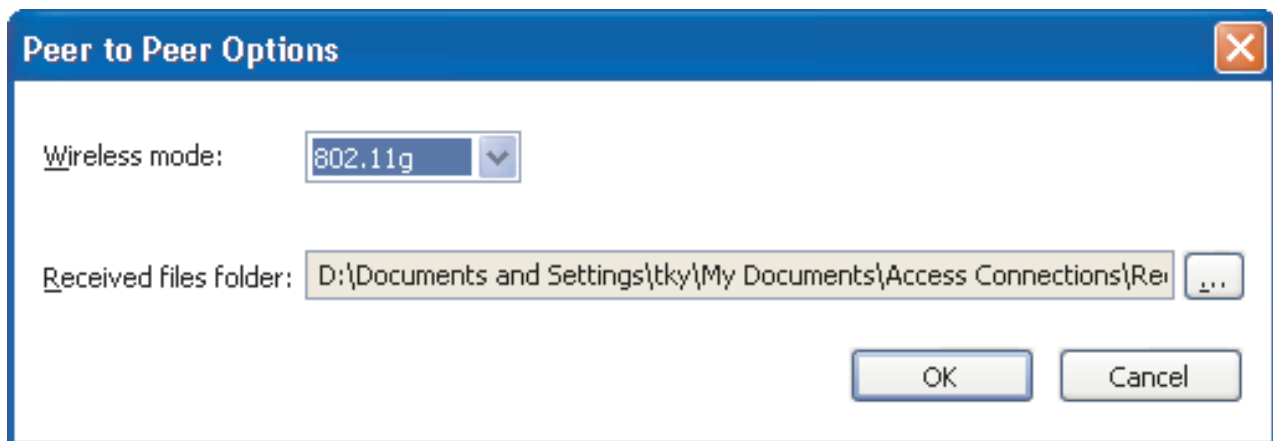 Peer to Peer Options
Wireless mode: 802.11g
Received files folder: D:\Documents and Settings\tky\My Documents\Access Connections\Re
...
OK Cancel